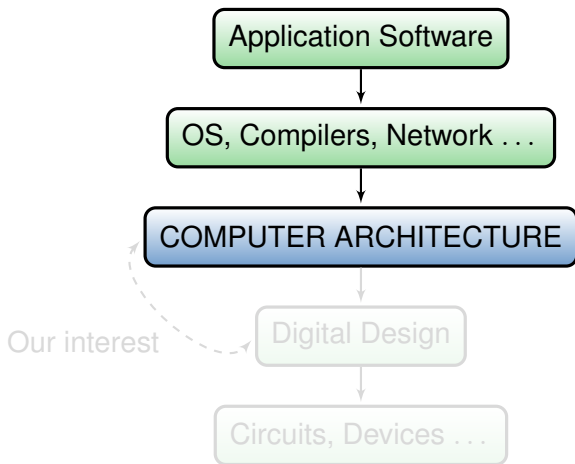 Application Software
OS, Compilers, Network . . .
COMPUTER ARCHITECTURE
Our interest
Digital Design
Circuits, Devices . . .